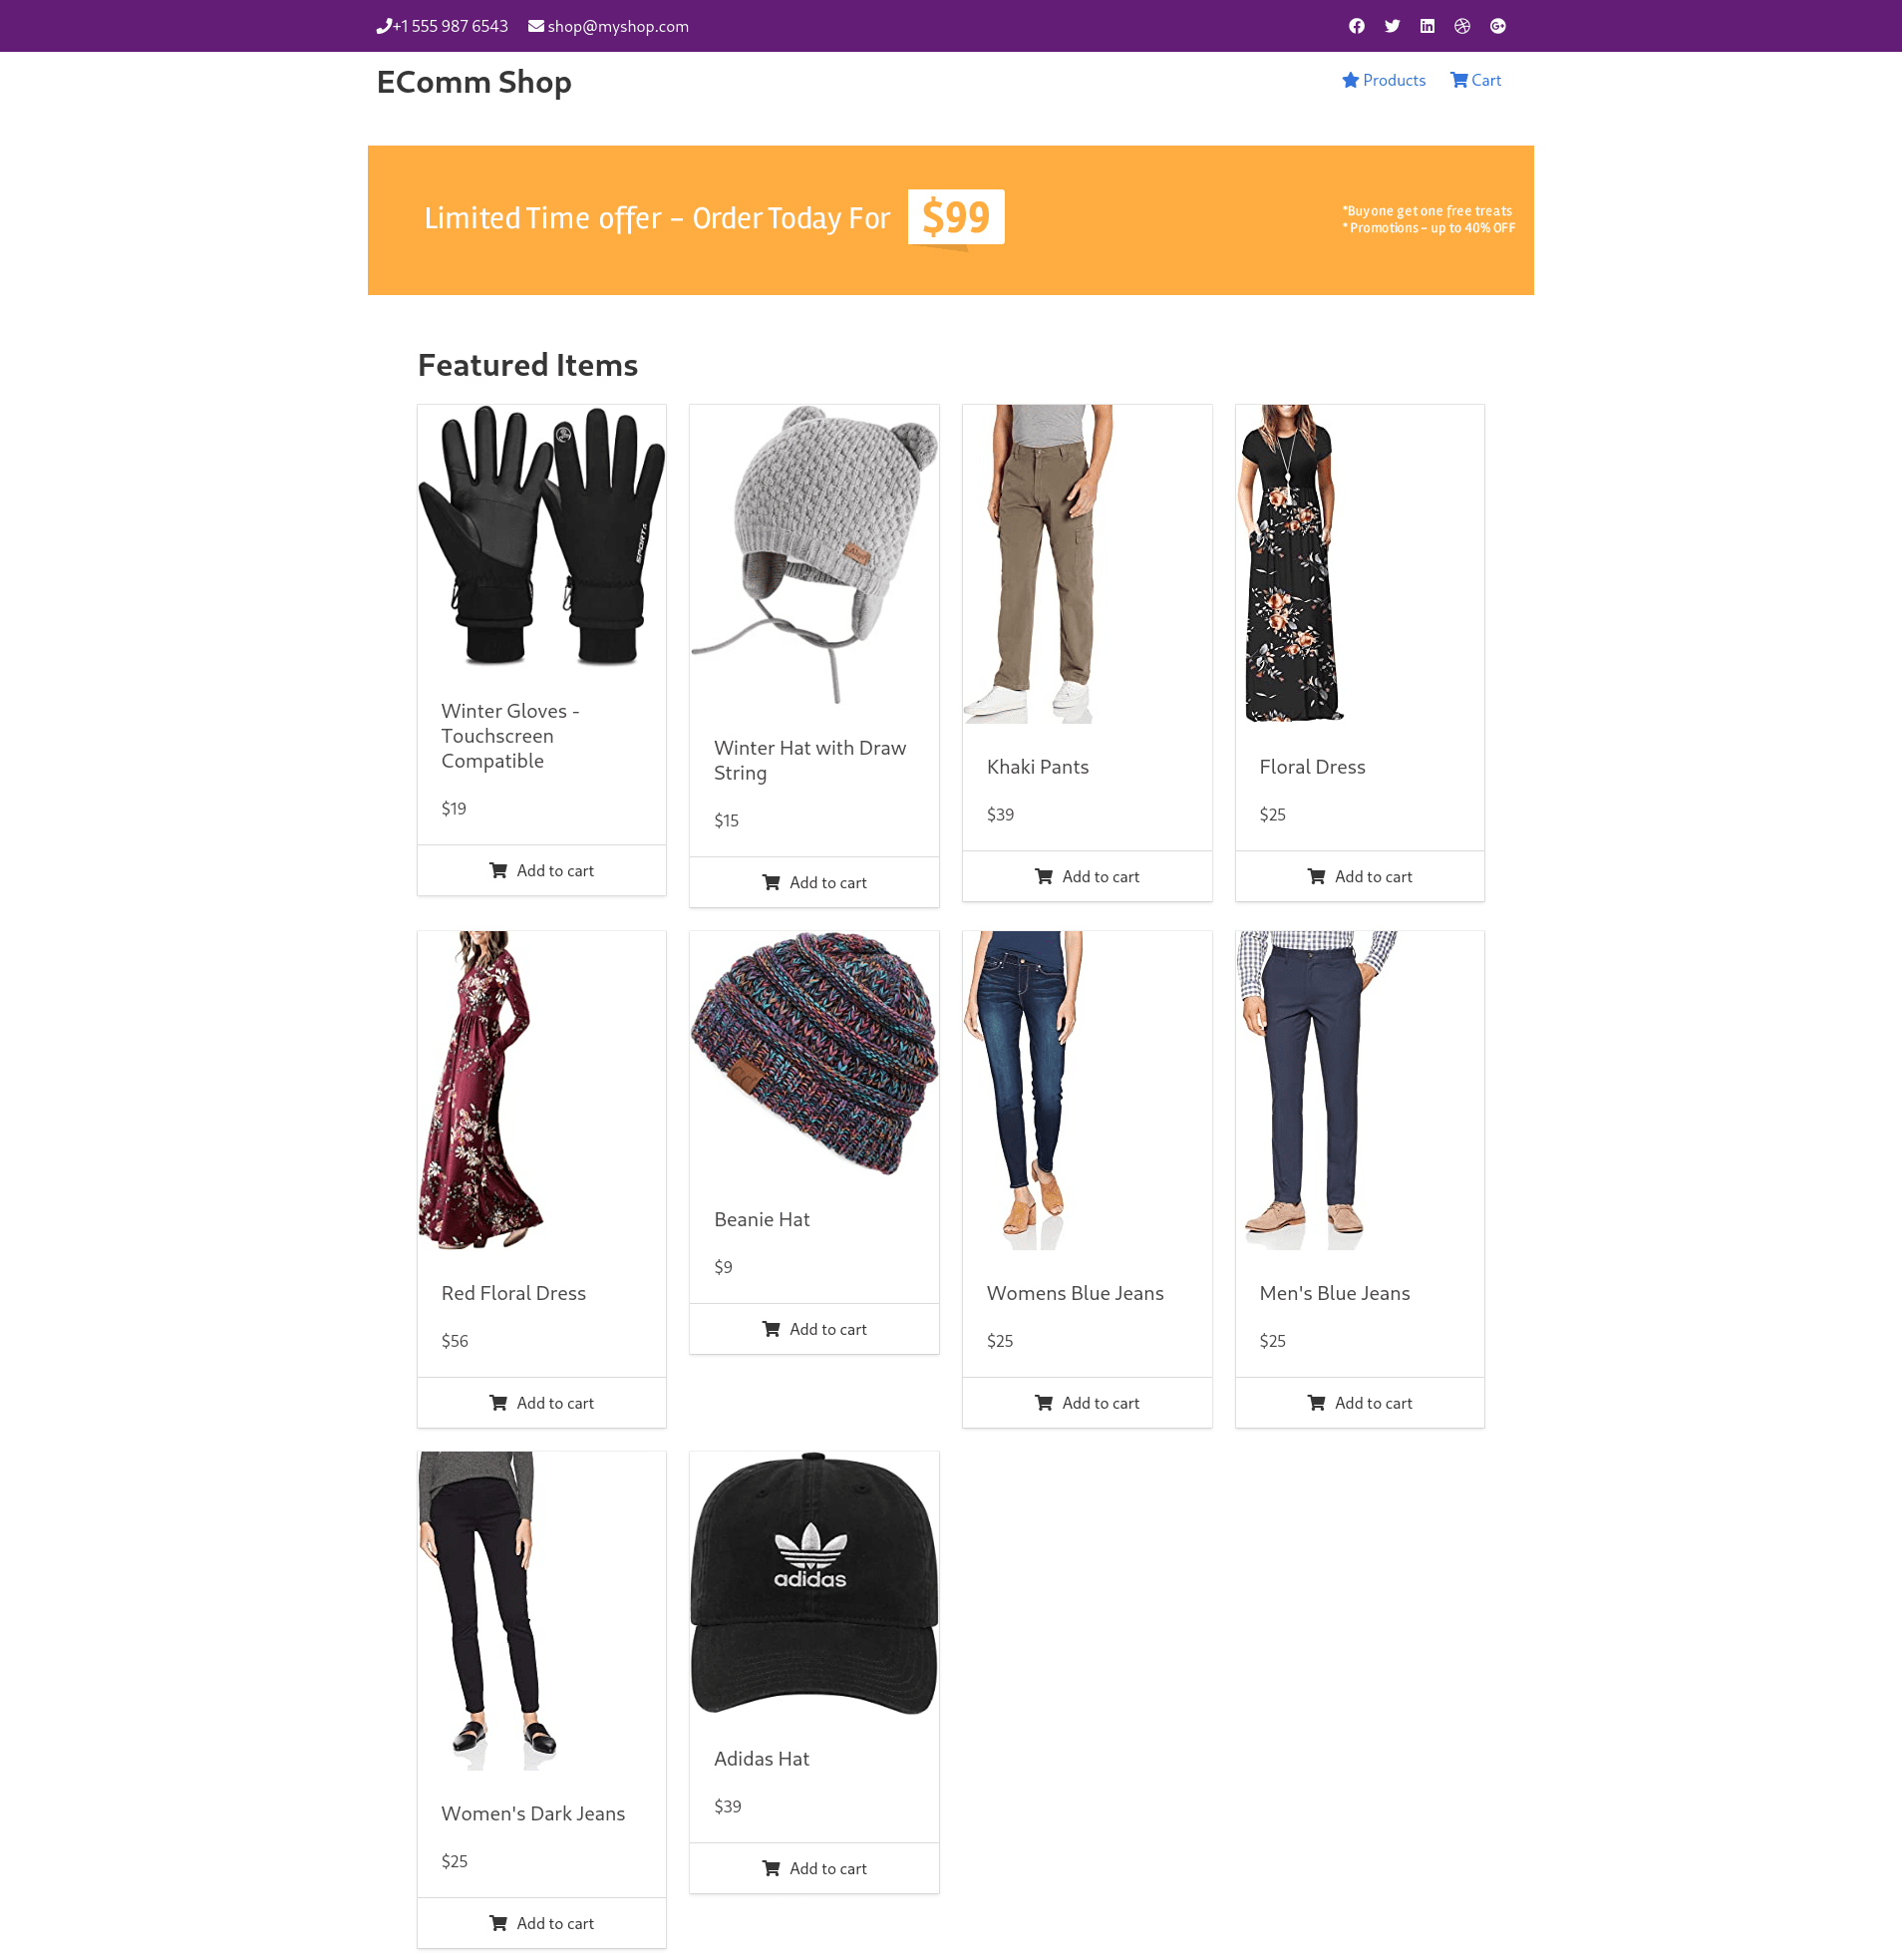 +1 555 987 6543 shop@myshop.com
EComm Shop
Products Cart
Limited Time offer – Order Today For $99
*Buy one get one free treats
* Promotions – up to 40% OFF
Featured Items
SPORTS
Winter Gloves -
Touchscreen
Compatible
$19
Add to cart
Winter Hat with Draw
String
$15
Add to cart
Khaki Pants
$39
Add to cart
Floral Dress
$25
Add to cart
Red Floral Dress
$56
Add to cart
CC
Beanie Hat
$9
Add to cart
Womens Blue Jeans
$25
Add to cart
Men's Blue Jeans
$25
Add to cart
Women's Dark Jeans
$25
Add to cart
adidas
Adidas Hat
$39
Add to cart